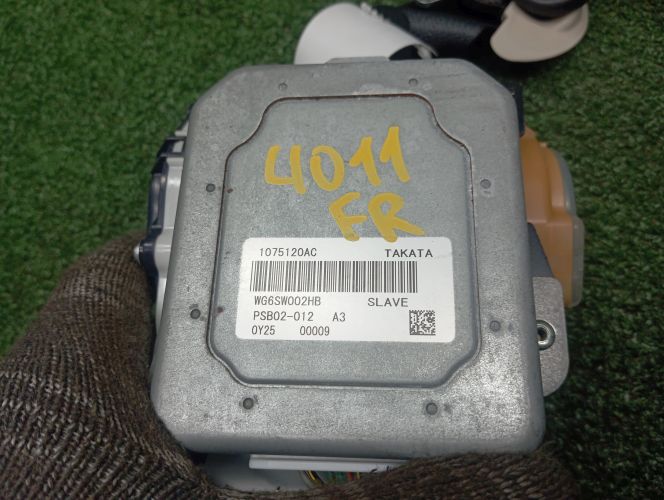 4011
FR
1075120AC TAKATA
WG6SW002HB SLAVE
PSB02-012 A3
0Y25 00009